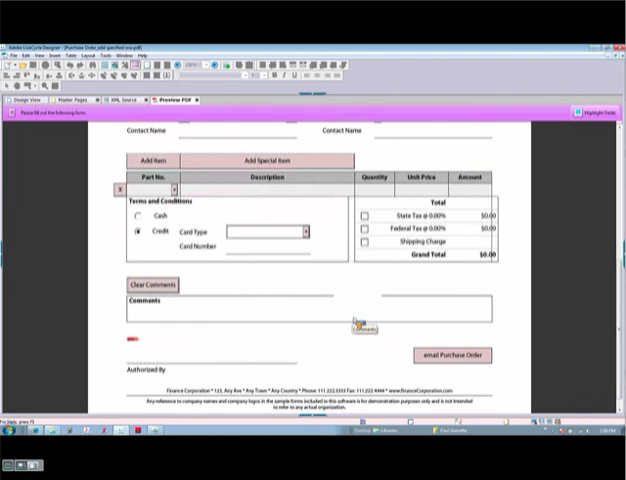 Adobe LiveCycle Designer - [Purchase Order_add specified row.pdf]
File Edit View Insert Table Layout Tools Window Help
Design View Master Pages XML Source Preview PDF
Please fill out the following form.
Highlight Fields
Contact Name Contact Name
Add Item Add Special Item
Part No. Description Quantity Unit Price Amount
X
Terms and Conditions
Total
Cash
State Tax @ 0.00% $0.00
Credit Card Type
Federal Tax @ 0.00% $0.00
Card Number
Shipping Charge
Grand Total $0.00
Clear Comments
Comments
Comments
email Purchase Order
Authorized By
Finance Corporation * 123, Any Ave * Any Town * Any Country * Phone: 111.222.3333 Fax: 111.222.4444 * www.financeCorporation.com
Any reference to company names and company logos in the sample forms included in this software is for demonstration purposes only and is not intended
to refer to any actual organization.
Desktop Libraries